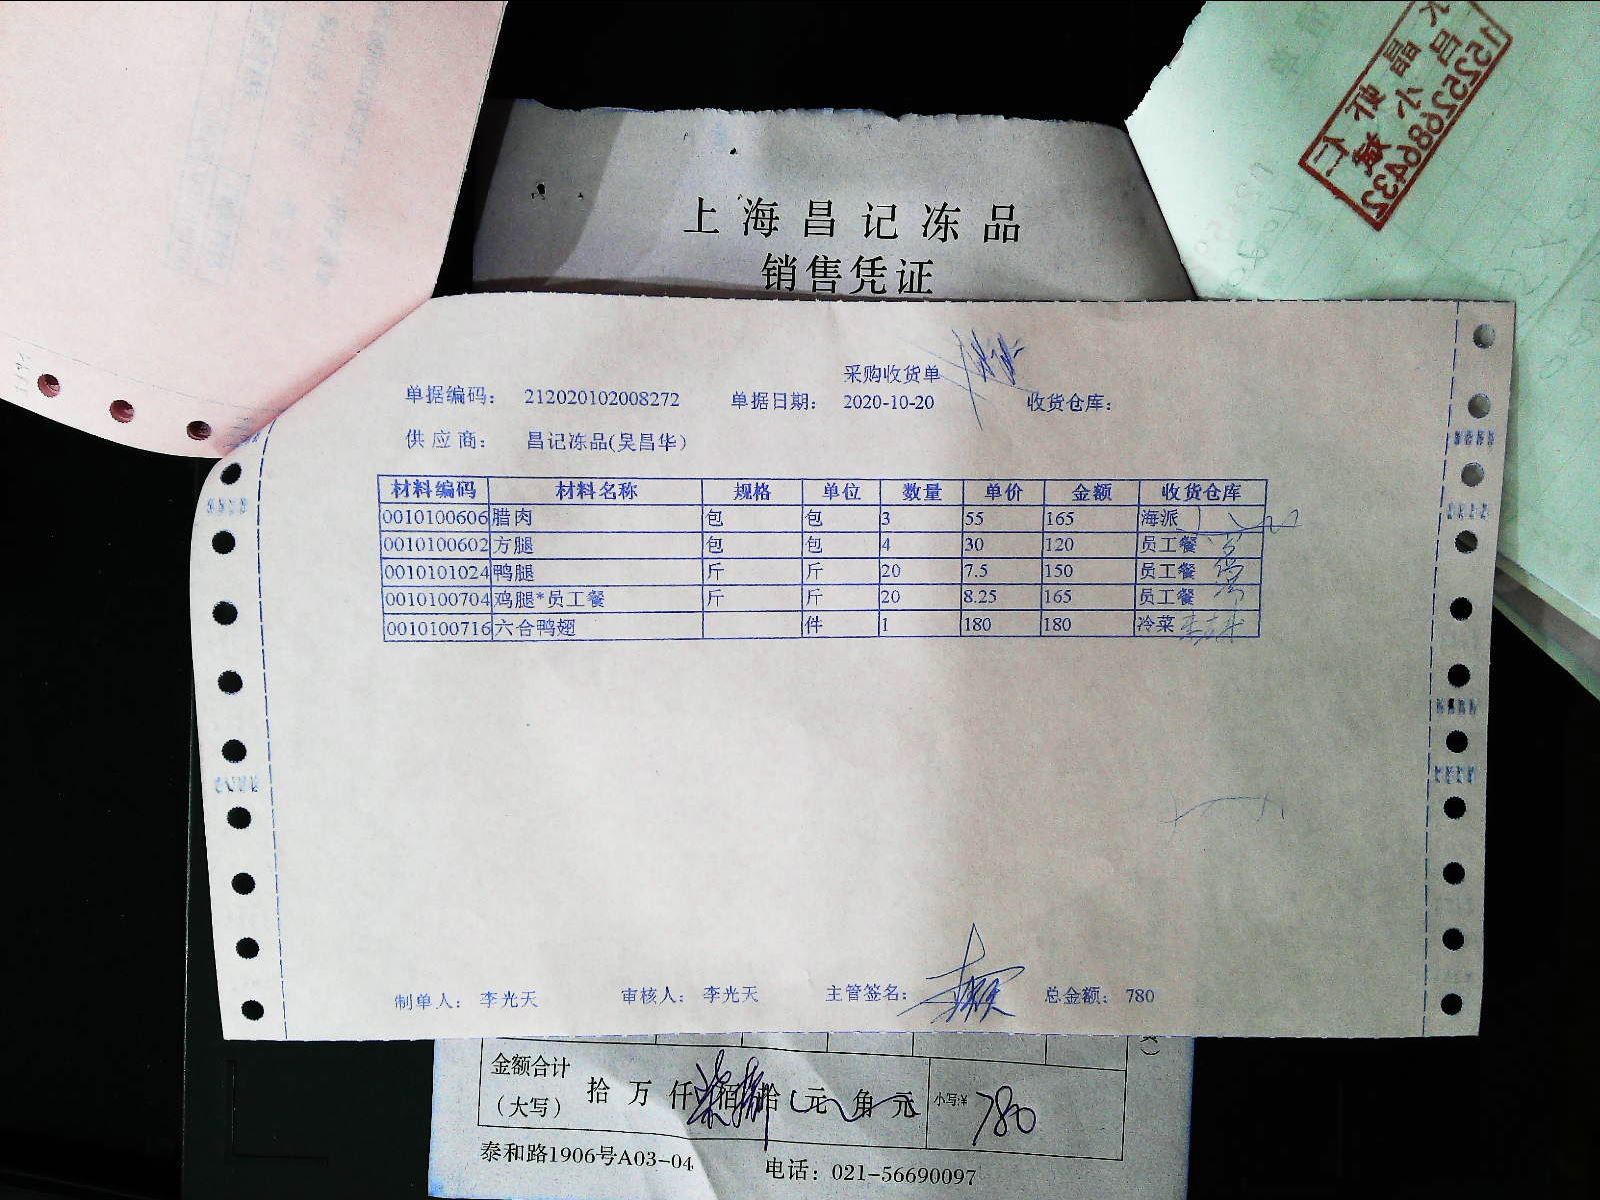 上海昌记冻品
销售凭证
采购收货单
单据编码： 212020102008272 单据日期： 2020-10-20 收货仓库：
供应商： 昌记冻品(吴昌华)
材料编码 材料名称 规格 单位 数量 单价 金额 收货仓库
0010100606 腊肉 包 包 3 55 165 海派
0010100602 方腿 包 包 4 30 120 员工餐
0010101024 鸭腿 斤 斤 20 7.5 150 员工餐
0010100704 鸡腿*员工餐 斤 斤 20 8.25 165 员工餐
0010100716 六合鸭翅 件 1 180 180 冷菜
制单人： 李光天 审核人： 李光天 主管签名： 总金额： 780
金额合计
（大写） 拾 万 仟 柒 佰 捌 拾 元 角 元 小写:¥ 780
泰和路1906号A03-04 电话：021-56690097
15252686432